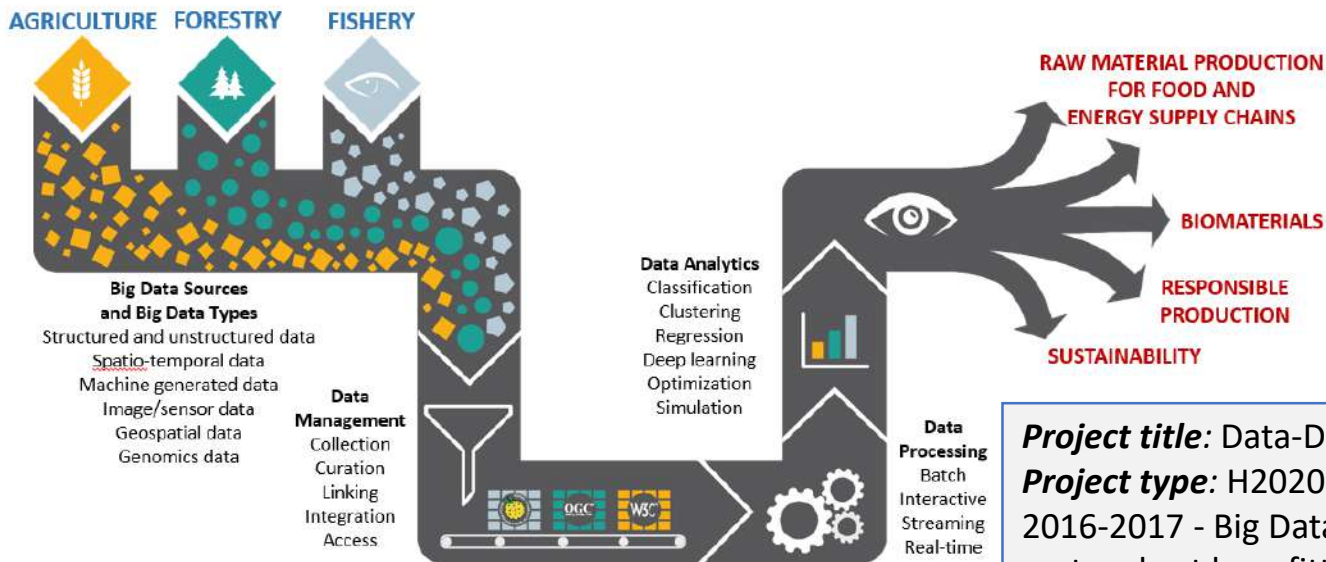 AGRICULTURE FORESTRY FISHERY
Big Data Sources
and Big Data Types
Structured and unstructured data
Spatio-temporal data
Machine generated data
Image/sensor data
Geospatial data
Genomics data
Data
Management
Collection
Curation
Linking
Integration
Access
OGC
W3C
Data Analytics
Classification
Clustering
Regression
Deep learning
Optimization
Simulation
Data
Processing
Batch
Interactive
Streaming
Real-time
RAW MATERIAL PRODUCTION
FOR FOOD AND
ENERGY SUPPLY CHAINS
BIOMATERIALS
RESPONSIBLE
PRODUCTION
SUSTAINABILITY
Project title: Data-D
Project type: H2020
2016-2017 - Big Data